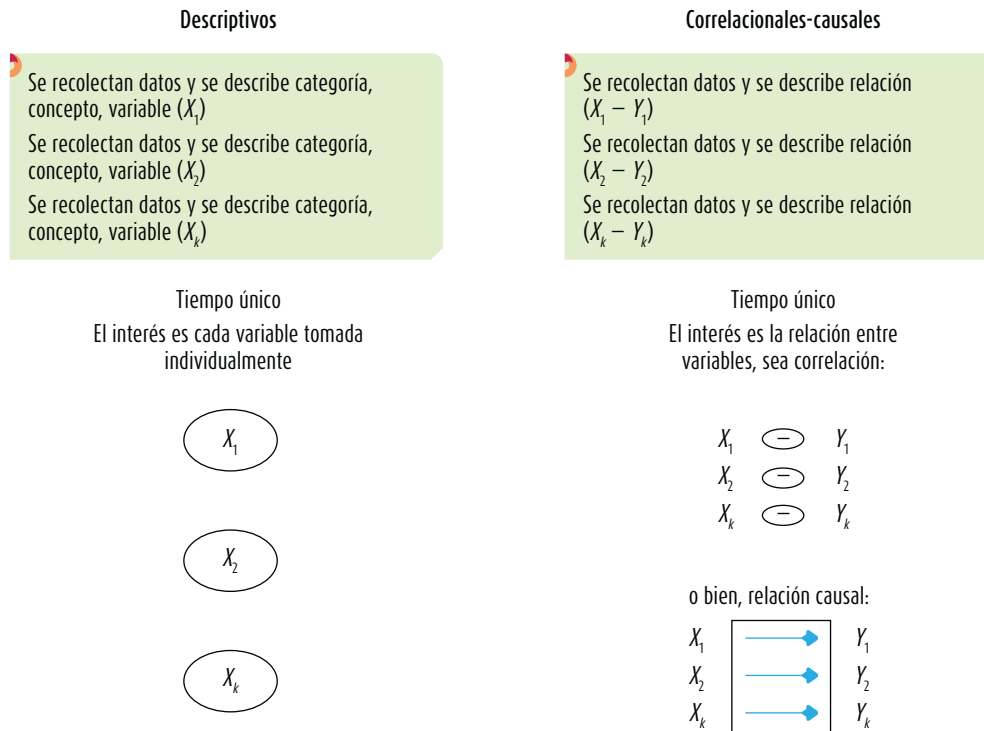 Descriptivos
Se recolectan datos y se describe categoría,
concepto, variable (X₁)
Se recolectan datos y se describe categoría,
concepto, variable (X₂)
Se recolectan datos y se describe categoría,
concepto, variable (Xₖ)
Tiempo único
El interés es cada variable tomada
individualmente
X₁
X₂
Xₖ
Correlacionales-causales
Se recolectan datos y se describe relación
(X₁ – Y₁)
Se recolectan datos y se describe relación
(X₂ – Y₂)
Se recolectan datos y se describe relación
(Xₖ – Yₖ)
Tiempo único
El interés es la relación entre
variables, sea correlación:
X₁ – Y₁
X₂ – Y₂
Xₖ – Yₖ
o bien, relación causal:
X₁ Y₁
X₂ Y₂
Xₖ Yₖ